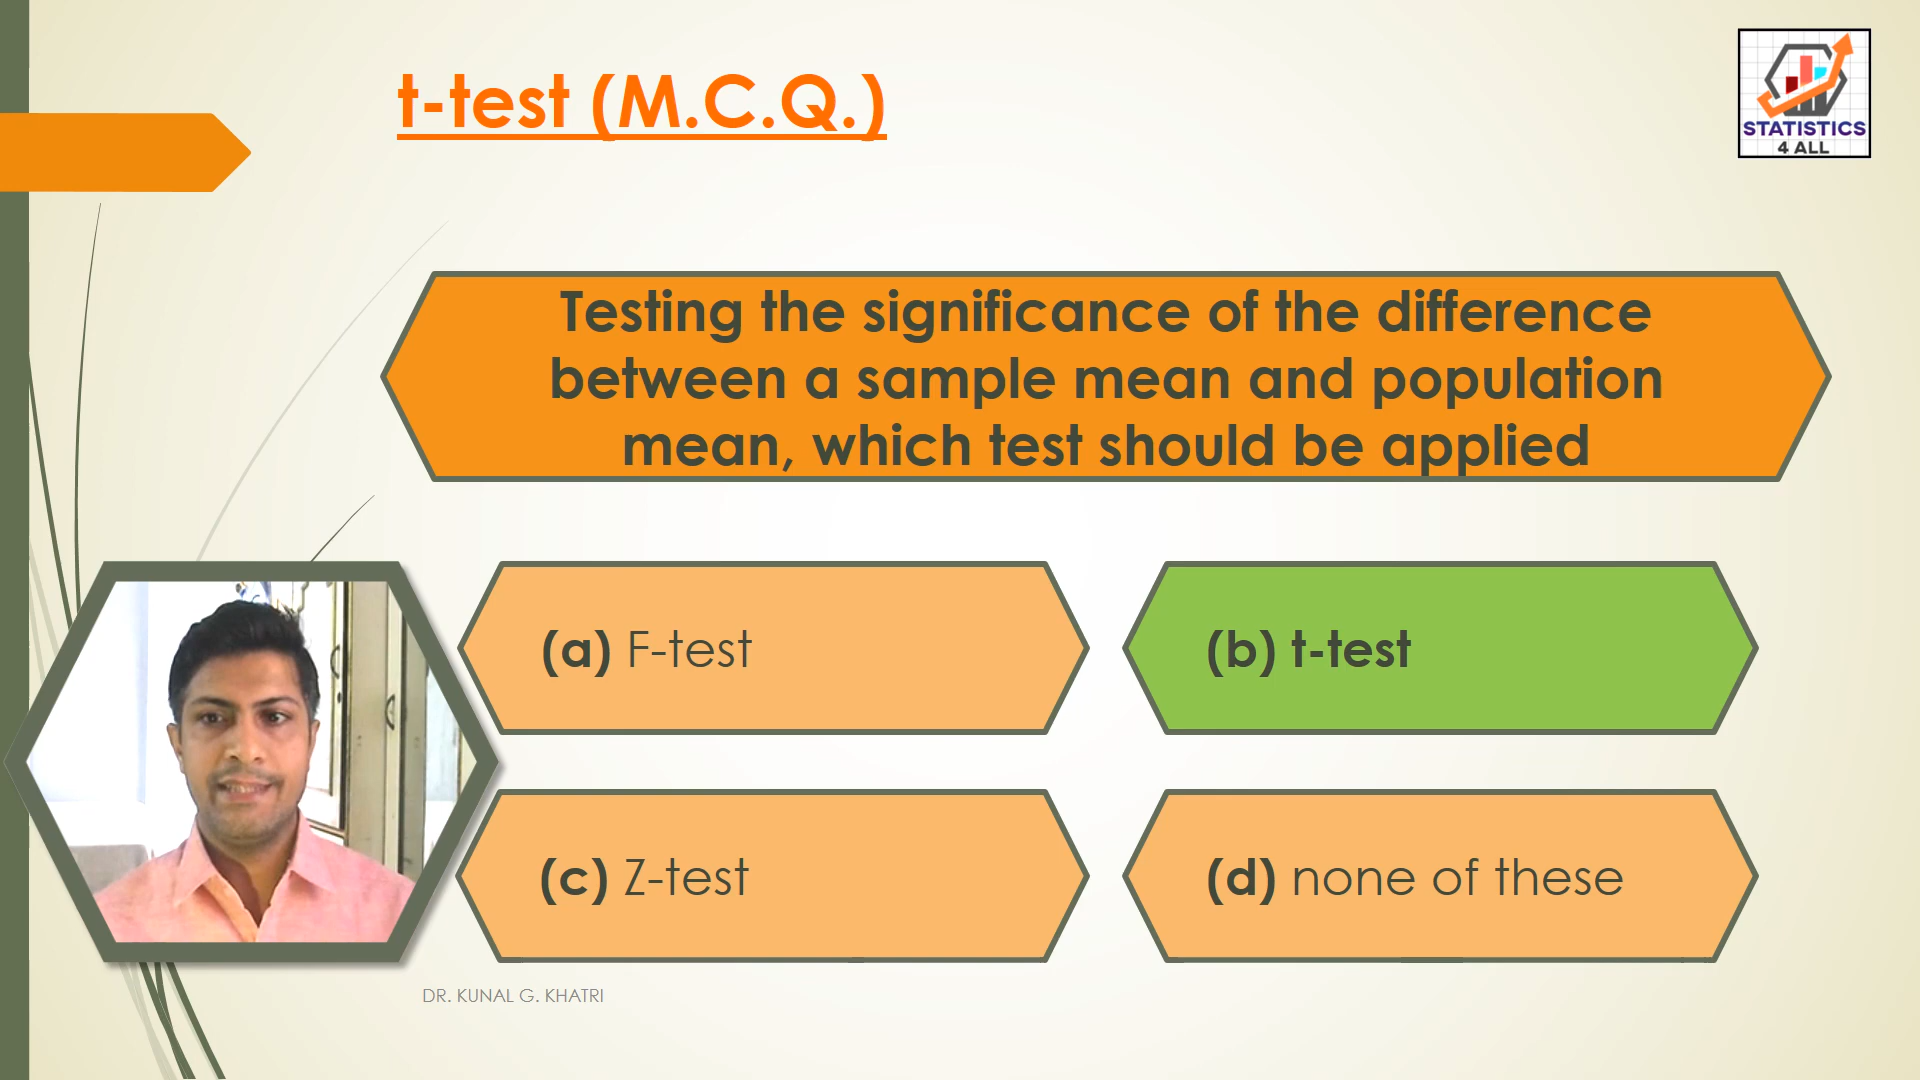 t-test (M.C.Q.)
STATISTICS
4 ALL
Testing the significance of the difference
between a sample mean and population
mean, which test should be applied
(a) F-test
(b) t-test
(c) Z-test
(d) none of these
DR. KUNAL G. KHATRI